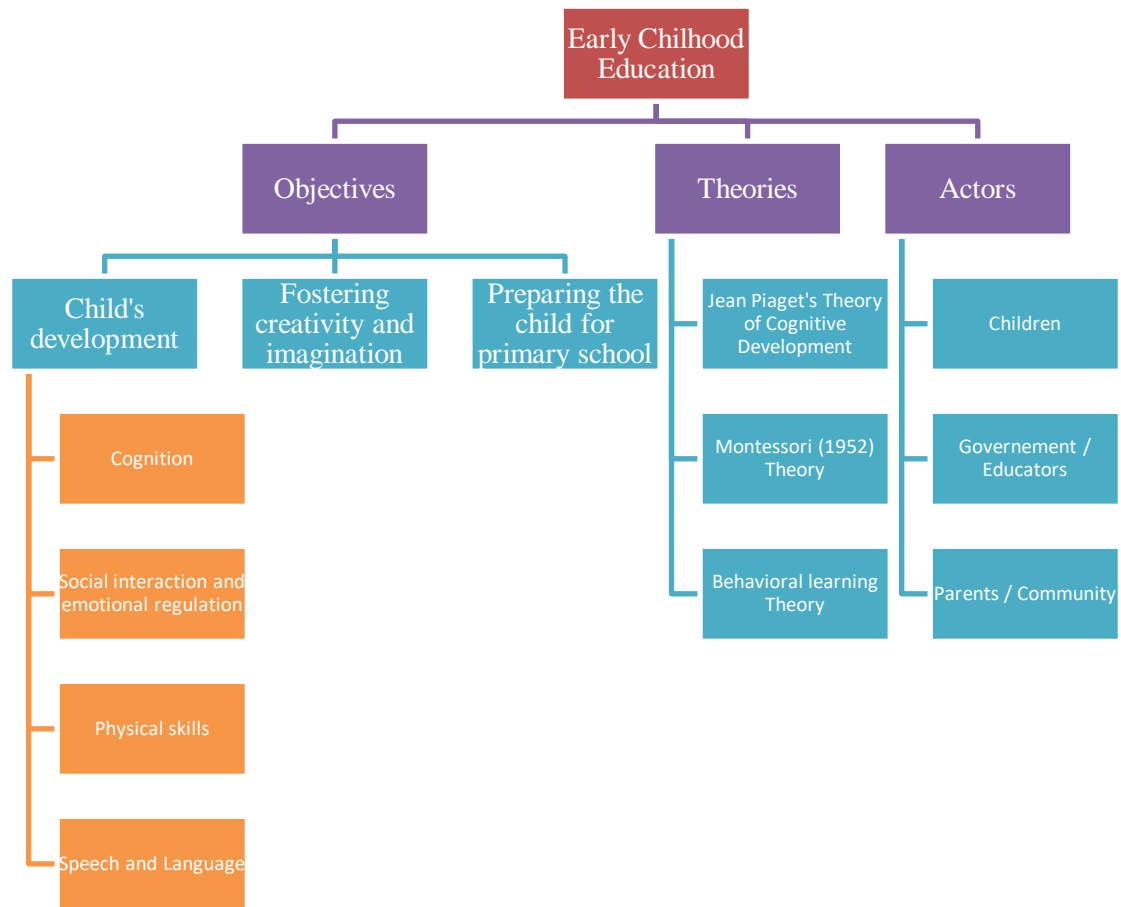 Early Chilhood
Education
Objectives
Theories
Actors
Child's
development
Fostering
creativity and
imagination
Preparing the
child for
primary school
Jean Piaget's Theory
of Cognitive
Development
Children
Cognition
Montessori (1952)
Theory
Governement /
Educators
Social interaction and
emotional regulation
Behavioral learning
Theory
Parents / Community
Physical skills
Speech and Language